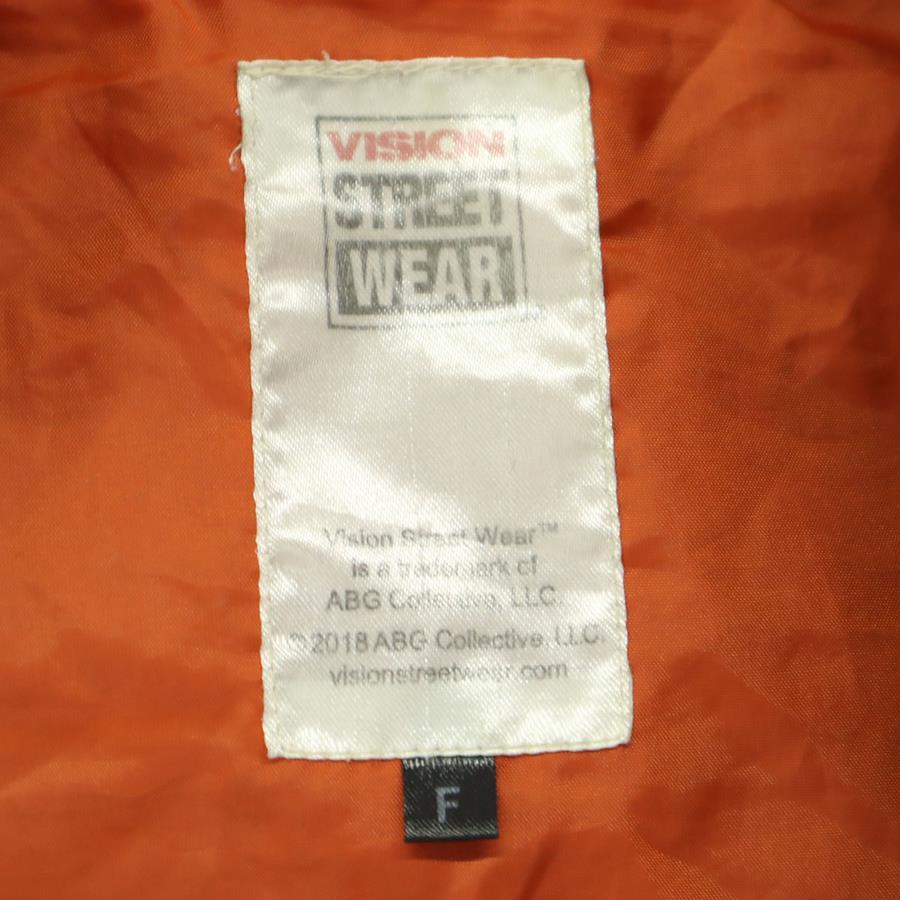 VISION
STREET
WEAR
Vision Street Wear™
is a trademark of
ABG Collective, LLC.
©2018 ABG Collective, LLC.
visionstreetwear.com
F